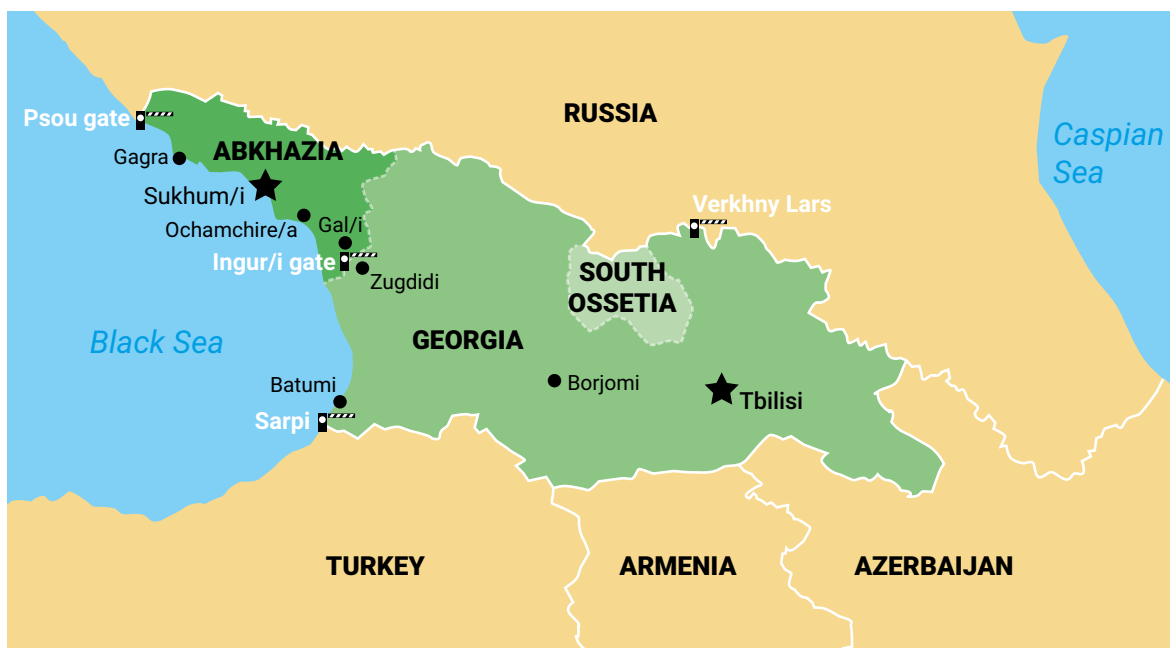 RUSSIA
Psou gate
Caspian
Sea
Gagra
ABKHAZIA
Sukhum/i
Verkhny Lars
Ochamchire/a
Gal/i
Ingur/i gate
Zugdidi
SOUTH
OSSETIA
Black Sea
GEORGIA
Batumi
Borjomi
Tbilisi
Sarpi
TURKEY
ARMENIA
AZERBAIJAN